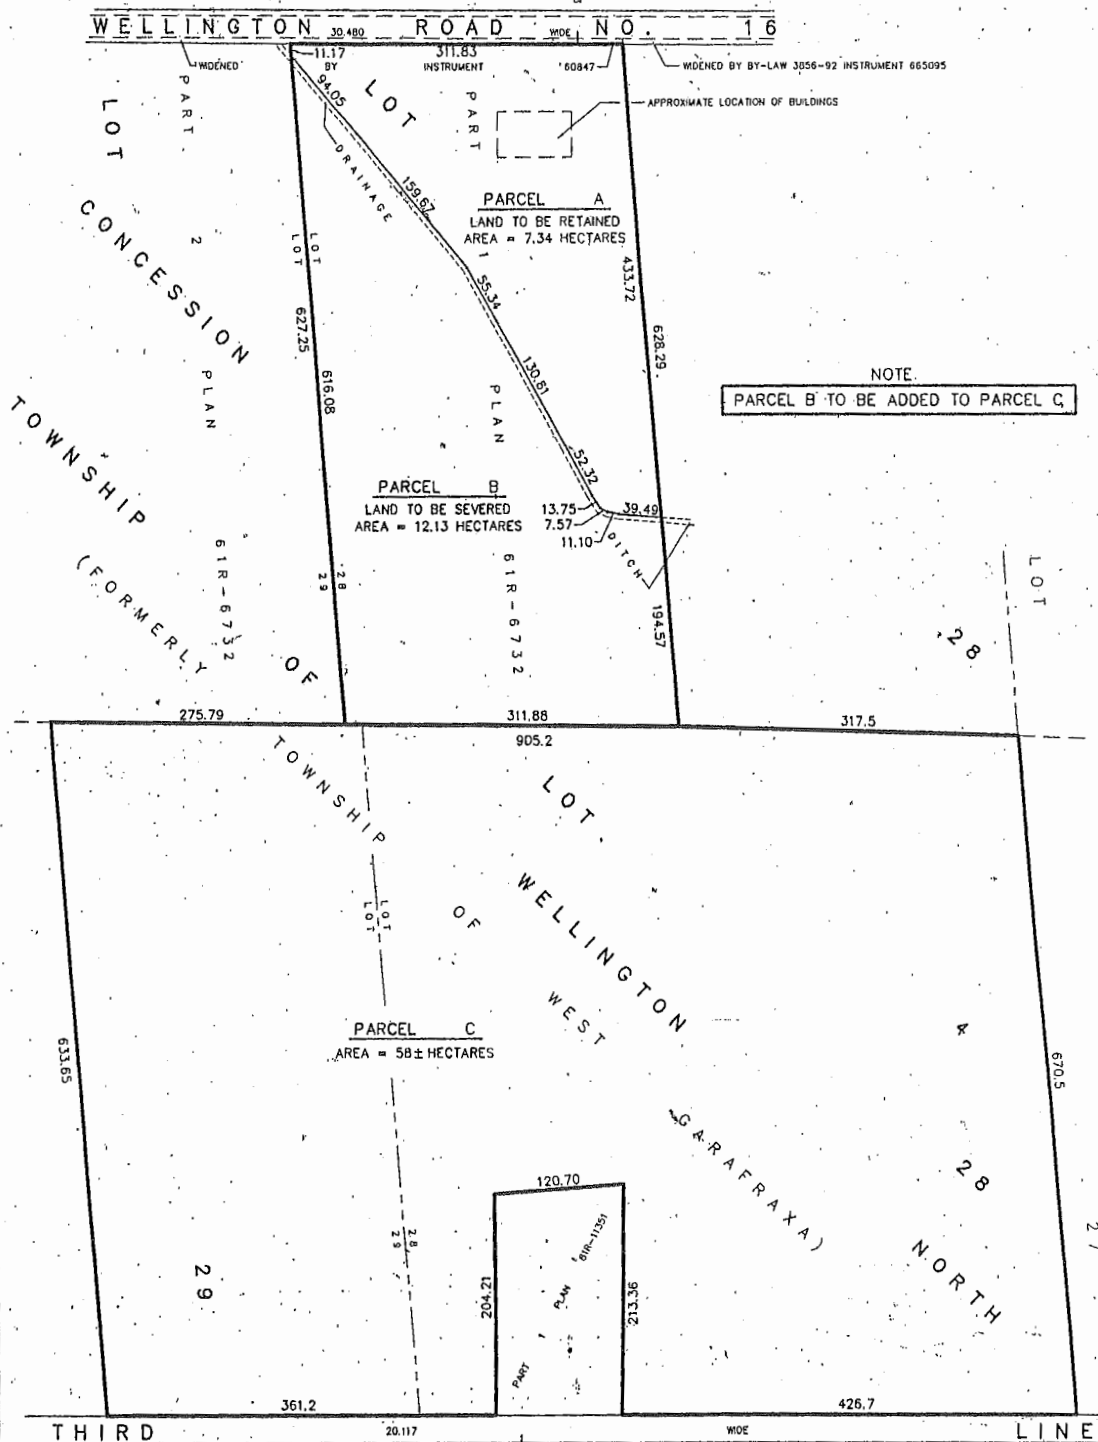 WELLINGTON 30.480 ROAD WIDE NO. 16
WIDENED
BY
INSTRUMENT
60847
WIDENED BY BY-LAW 3856-92 INSTRUMENT 665095
11.17
311.83
APPROXIMATE LOCATION OF BUILDINGS
LOT
PART
2
PLAN
61R-6732
LOT
PART
1
PLAN
61R-6732
94.05
DRAINAGE
159.67
55.34
130.81
52.32
13.75
7.57
11.10
39.49
DITCH
PARCEL A
LAND TO BE RETAINED
AREA = 7.34 HECTARES
433.72
628.29
194.57
CONCESSION
LOT
LOT
627.25
616.08
28
29
NOTE.
PARCEL B TO BE ADDED TO PARCEL C
TOWNSHIP
OF
(FORMERLY
PARCEL B
LAND TO BE SEVERED
AREA = 12.13 HECTARES
LOT
28
275.79
311.88
317.5
905.2
TOWNSHIP
LOT
OF
WELLINGTON
WEST
LOT
LOT
PARCEL C
AREA = 58± HECTARES
633.65
670.5
4
GARAFRAXA)
28
NORTH
27
120.70
204.21
213.36
PART 1 PLAN 61R-11351
28
29
29
361.2
426.7
THIRD 20.117 WIDE LINE